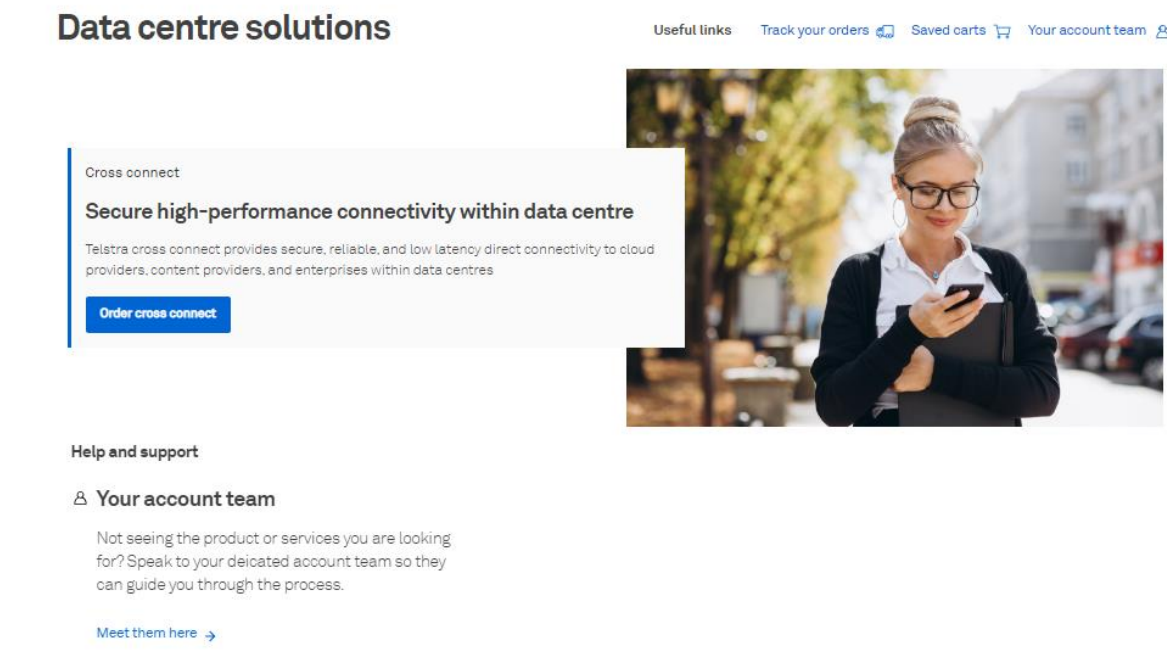 Data centre solutions
Useful links Track your orders Saved carts Your account team
Cross connect
Secure high-performance connectivity within data centre
Telstra cross connect provides secure, reliable, and low latency direct connectivity to cloud
providers, content providers, and enterprises within data centres
Order cross connect
Help and support
Your account team
Not seeing the product or services you are looking
for? Speak to your deicated account team so they
can guide you through the process.
Meet them here →